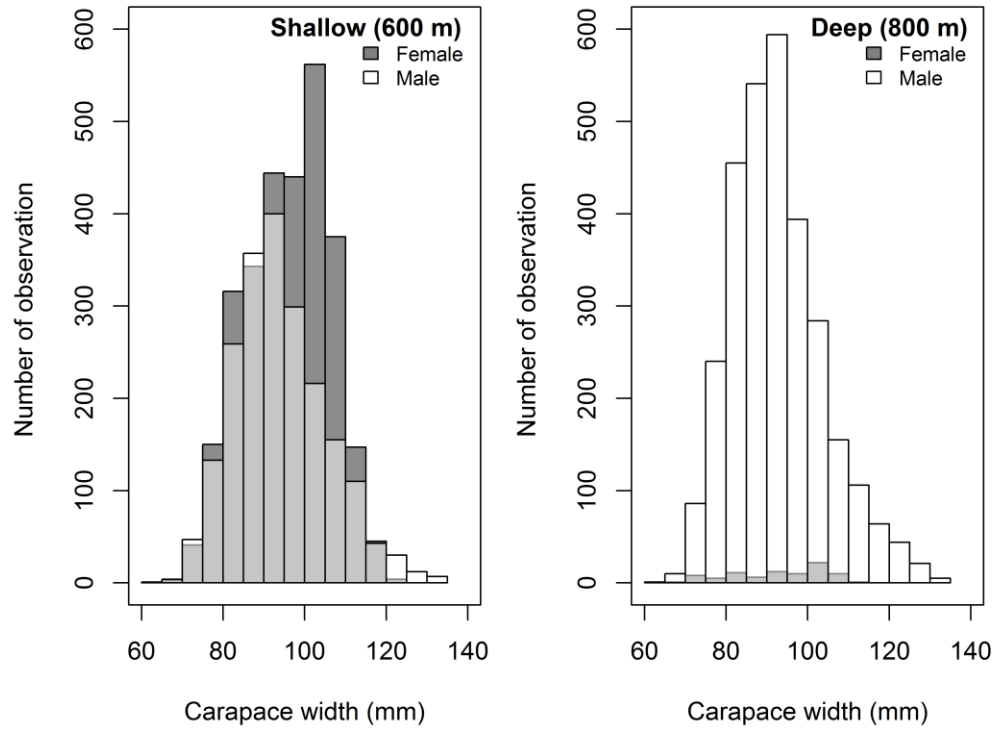 Shallow (600 m)
Female
Male
Number of observation
600
500
400
300
200
100
0
60 80 100 120 140
Carapace width (mm)
Deep (800 m)
Female
Male
Number of observation
600
500
400
300
200
100
0
60 80 100 120 140
Carapace width (mm)